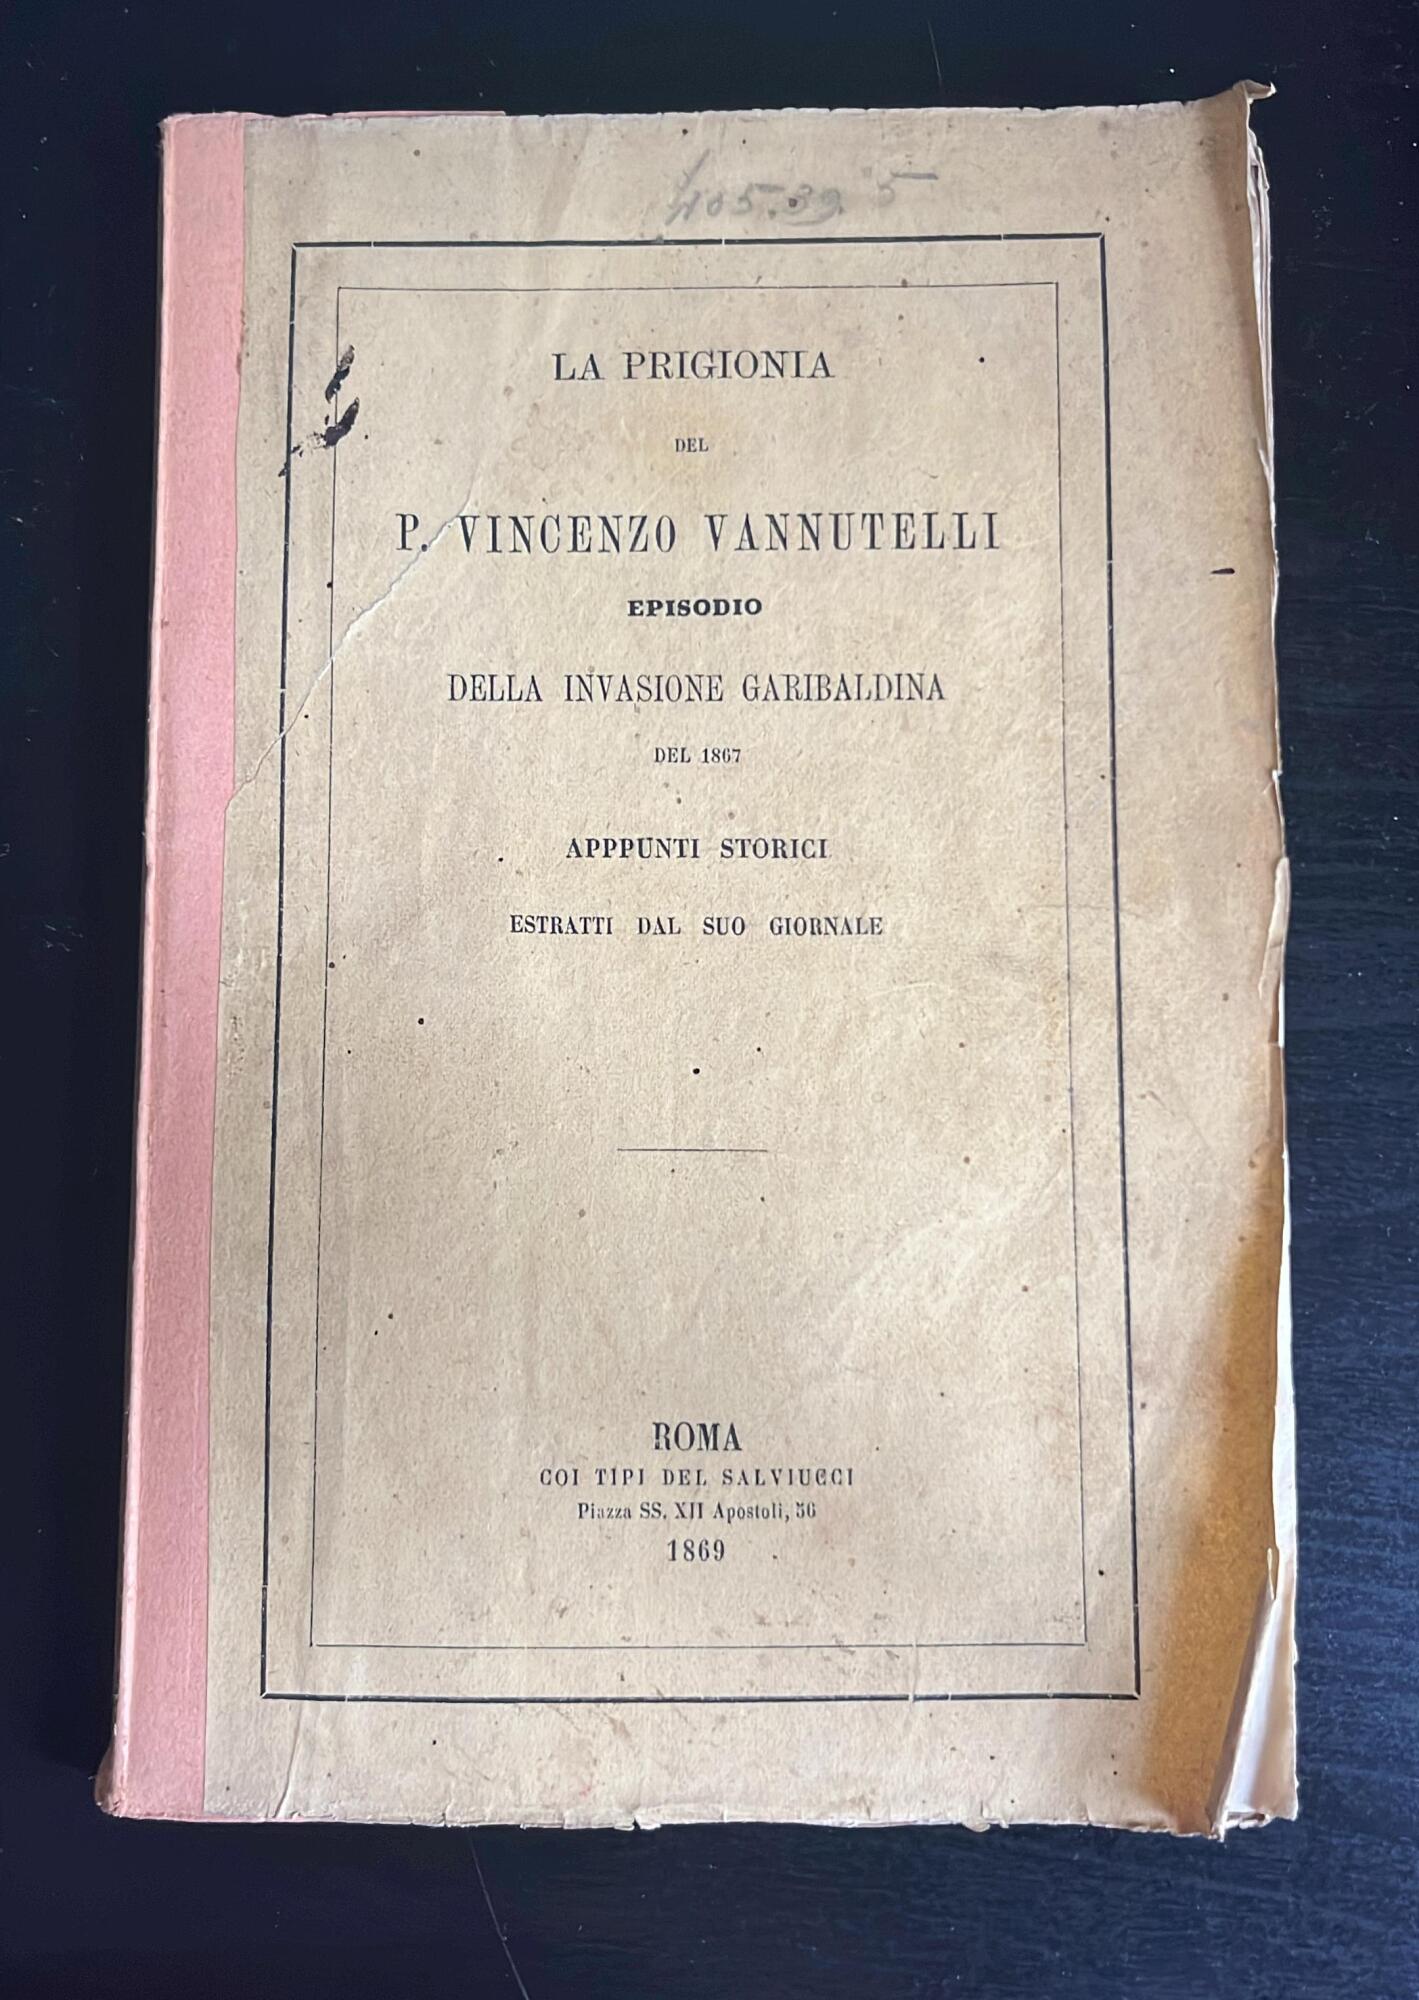 405.39. 5
LA PRIGIONIA
DEL
P. VINCENZO VANNUTELLI
EPISODIO
DELLA INVASIONE GARIBALDINA
DEL 1867
APPPUNTI STORICI
ESTRATTI DAL SUO GIORNALE
ROMA
COI TIPI DEL SALVIUCCI
Piazza SS. XII Apostoli, 56
1869